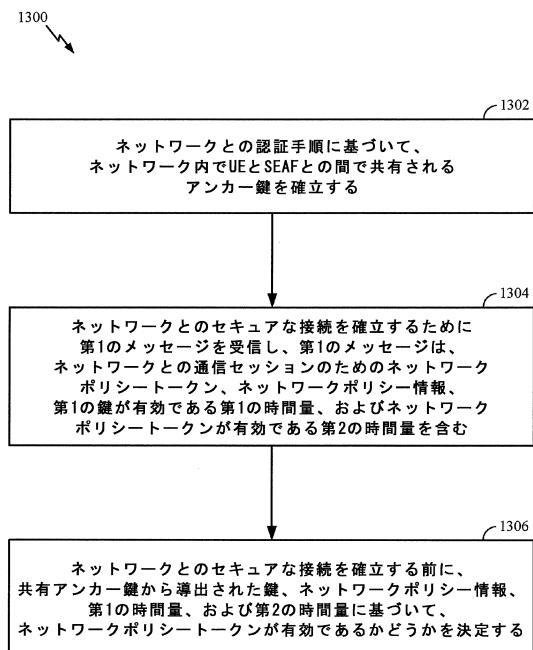 1300
1302
ネットワークとの認証手順に基づいて、
ネットワーク内でUEとSEAFとの間で共有される
アンカー鍵を確立する
1304
ネットワークとのセキュアな接続を確立するために
第1のメッセージを受信し、第1のメッセージは、
ネットワークとの通信セッションのためのネットワーク
ポリシートークン、ネットワークポリシー情報、
第1の鍵が有効である第1の時間量、およびネットワーク
ポリシートークンが有効である第2の時間量を含む
1306
ネットワークとのセキュアな接続を確立する前に、
共有アンカー鍵から導出された鍵、ネットワークポリシー情報、
第1の時間量、および第2の時間量に基づいて、
ネットワークポリシートークンが有効であるかどうかを決定する